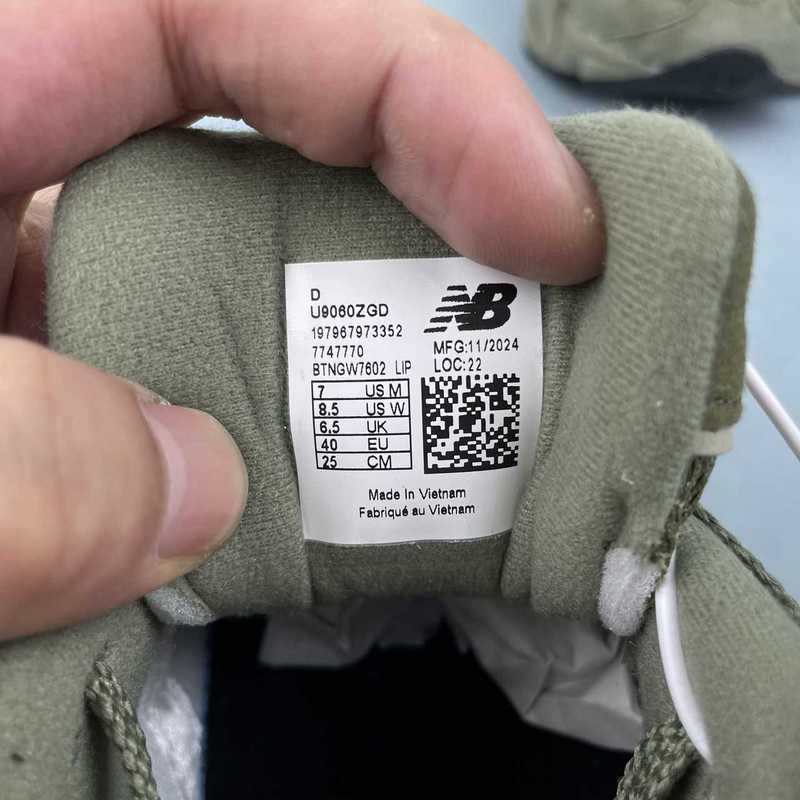 D
U9060ZGD
197967973352
7747770
BTNGW7602 LIP
NB
MFG:11/2024
LOC:22
7 US M
8.5 US W
6.5 UK
40 EU
25 CM
Made In Vietnam
Fabriqué au Vietnam